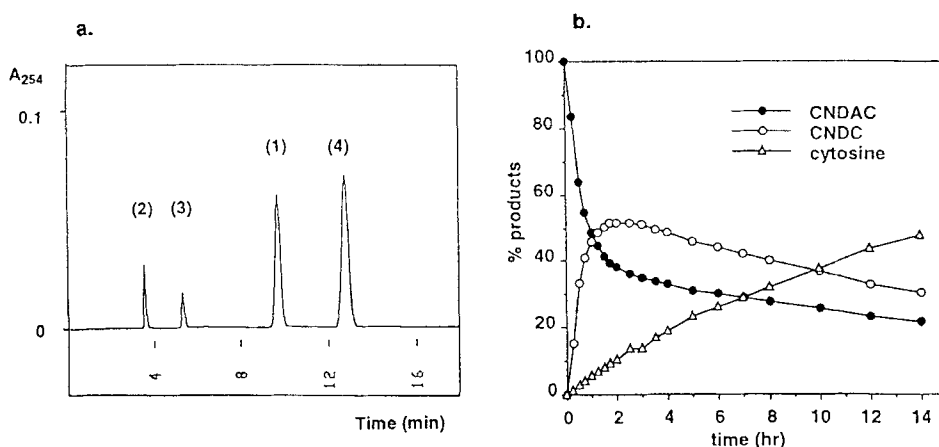 a.
A254
0.1
0
(2)
(3)
(1)
(4)
4
8
12
16
Time (min)
b.
% products
100
80
60
40
20
0
CNDAC
CNDC
cytosine
0 2 4 6 8 10 12 14
time (hr)